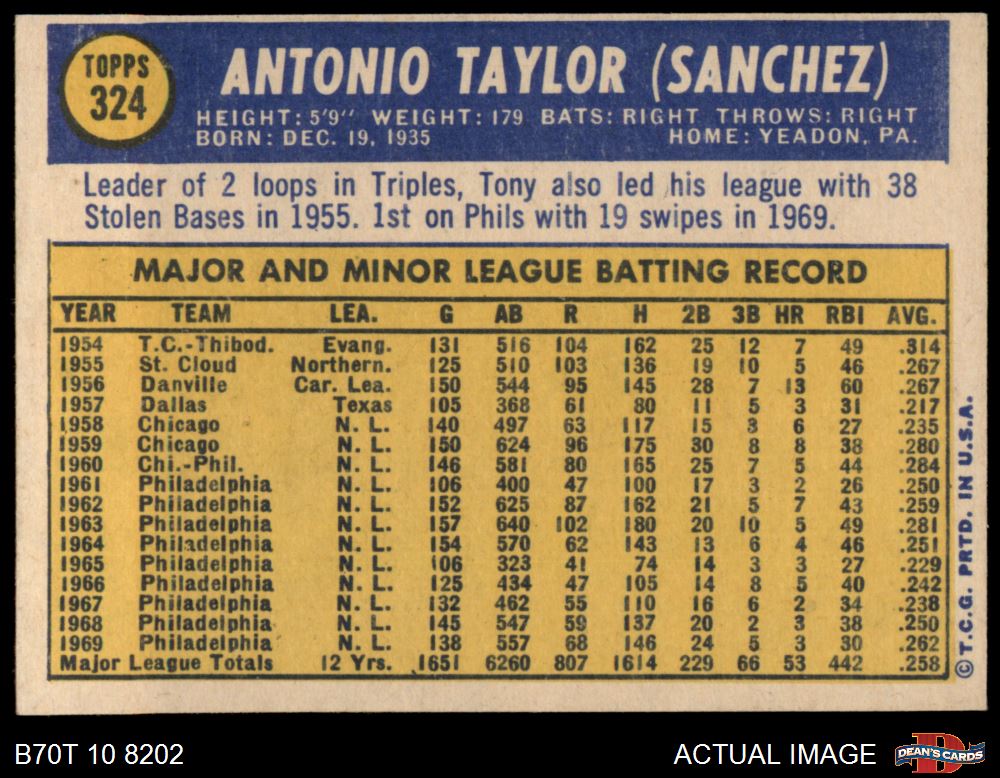 TOPPS
324
ANTONIO TAYLOR (SANCHEZ)
HEIGHT: 5'9" WEIGHT: 179 BATS: RIGHT THROWS: RIGHT
BORN: DEC. 19, 1935 HOME: YEADON, PA.
Leader of 2 loops in Triples, Tony also led his league with 38
Stolen Bases in 1955. 1st on Phils with 19 swipes in 1969.
MAJOR AND MINOR LEAGUE BATTING RECORD
YEAR TEAM LEA. G AB R H 2B 3B HR RBI AVG.
1954 T.C.-Thibod. Evang. 131 516 104 162 25 12 7 49 .314
1955 St. Cloud Northern. 125 510 103 136 19 10 5 46 .267
1956 Danville Car. Lea. 150 544 95 145 28 7 13 60 .267
1957 Dallas Texas 105 368 61 80 11 5 3 31 .217
1958 Chicago N. L. 140 497 63 117 15 3 6 27 .235
1959 Chicago N. L. 150 624 96 175 30 8 8 38 .280
1960 Chi.-Phil. N. L. 146 581 80 165 25 7 5 44 .284
1961 Philadelphia N. L. 106 400 47 100 17 3 2 26 .250
1962 Philadelphia N. L. 152 625 87 162 21 5 7 43 .259
1963 Philadelphia N. L. 157 640 102 180 20 10 5 49 .281
1964 Philadelphia N. L. 154 570 62 143 13 6 4 46 .251
1965 Philadelphia N. L. 106 323 41 74 14 3 3 27 .229
1966 Philadelphia N. L. 125 434 47 105 14 8 5 40 .242
1967 Philadelphia N. L. 132 462 55 110 16 6 2 34 .238
1968 Philadelphia N. L. 145 547 59 137 20 2 3 38 .250
1969 Philadelphia N. L. 138 557 68 146 24 5 3 30 .262
Major League Totals 12 Yrs. 1651 6260 807 1614 229 66 53 442 .258
©T.C.G. PRTD. IN U.S.A.
B70T 10 8202 ACTUAL IMAGE
DEAN'S CARDS